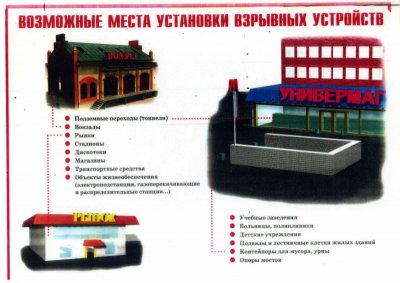 ВОЗМОЖНЫЕ МЕСТА УСТАНОВКИ ВЗРЫВНЫХ УСТРОЙСТВ
ВОКЗАЛ
УНИВЕРМАГ
Подземные переходы (тоннели)
Вокзалы
Рынки
Стадионы
Дискотеки
Магазины
Транспортные средства
Объекты жизнеобеспечения
(электроподстанции, газоперекачивающие
и распределительные станции...)
РЫНОК
Учебные заведения
Больницы, поликлиники
Детские учреждения
Подвалы и лестничные клетки жилых зданий
Контейнеры для мусора, урны
Опоры мостов